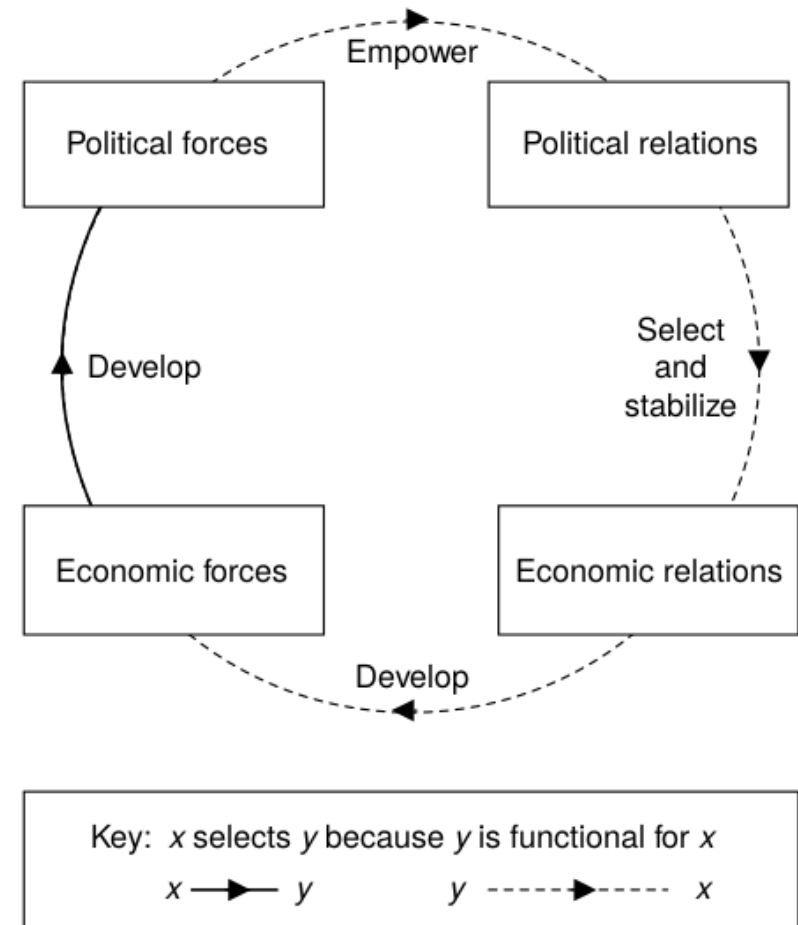 Empower
Political forces
Political relations
Develop
Select
and
stabilize
Economic forces
Economic relations
Develop
Key: x selects y because y is functional for x
x y y x